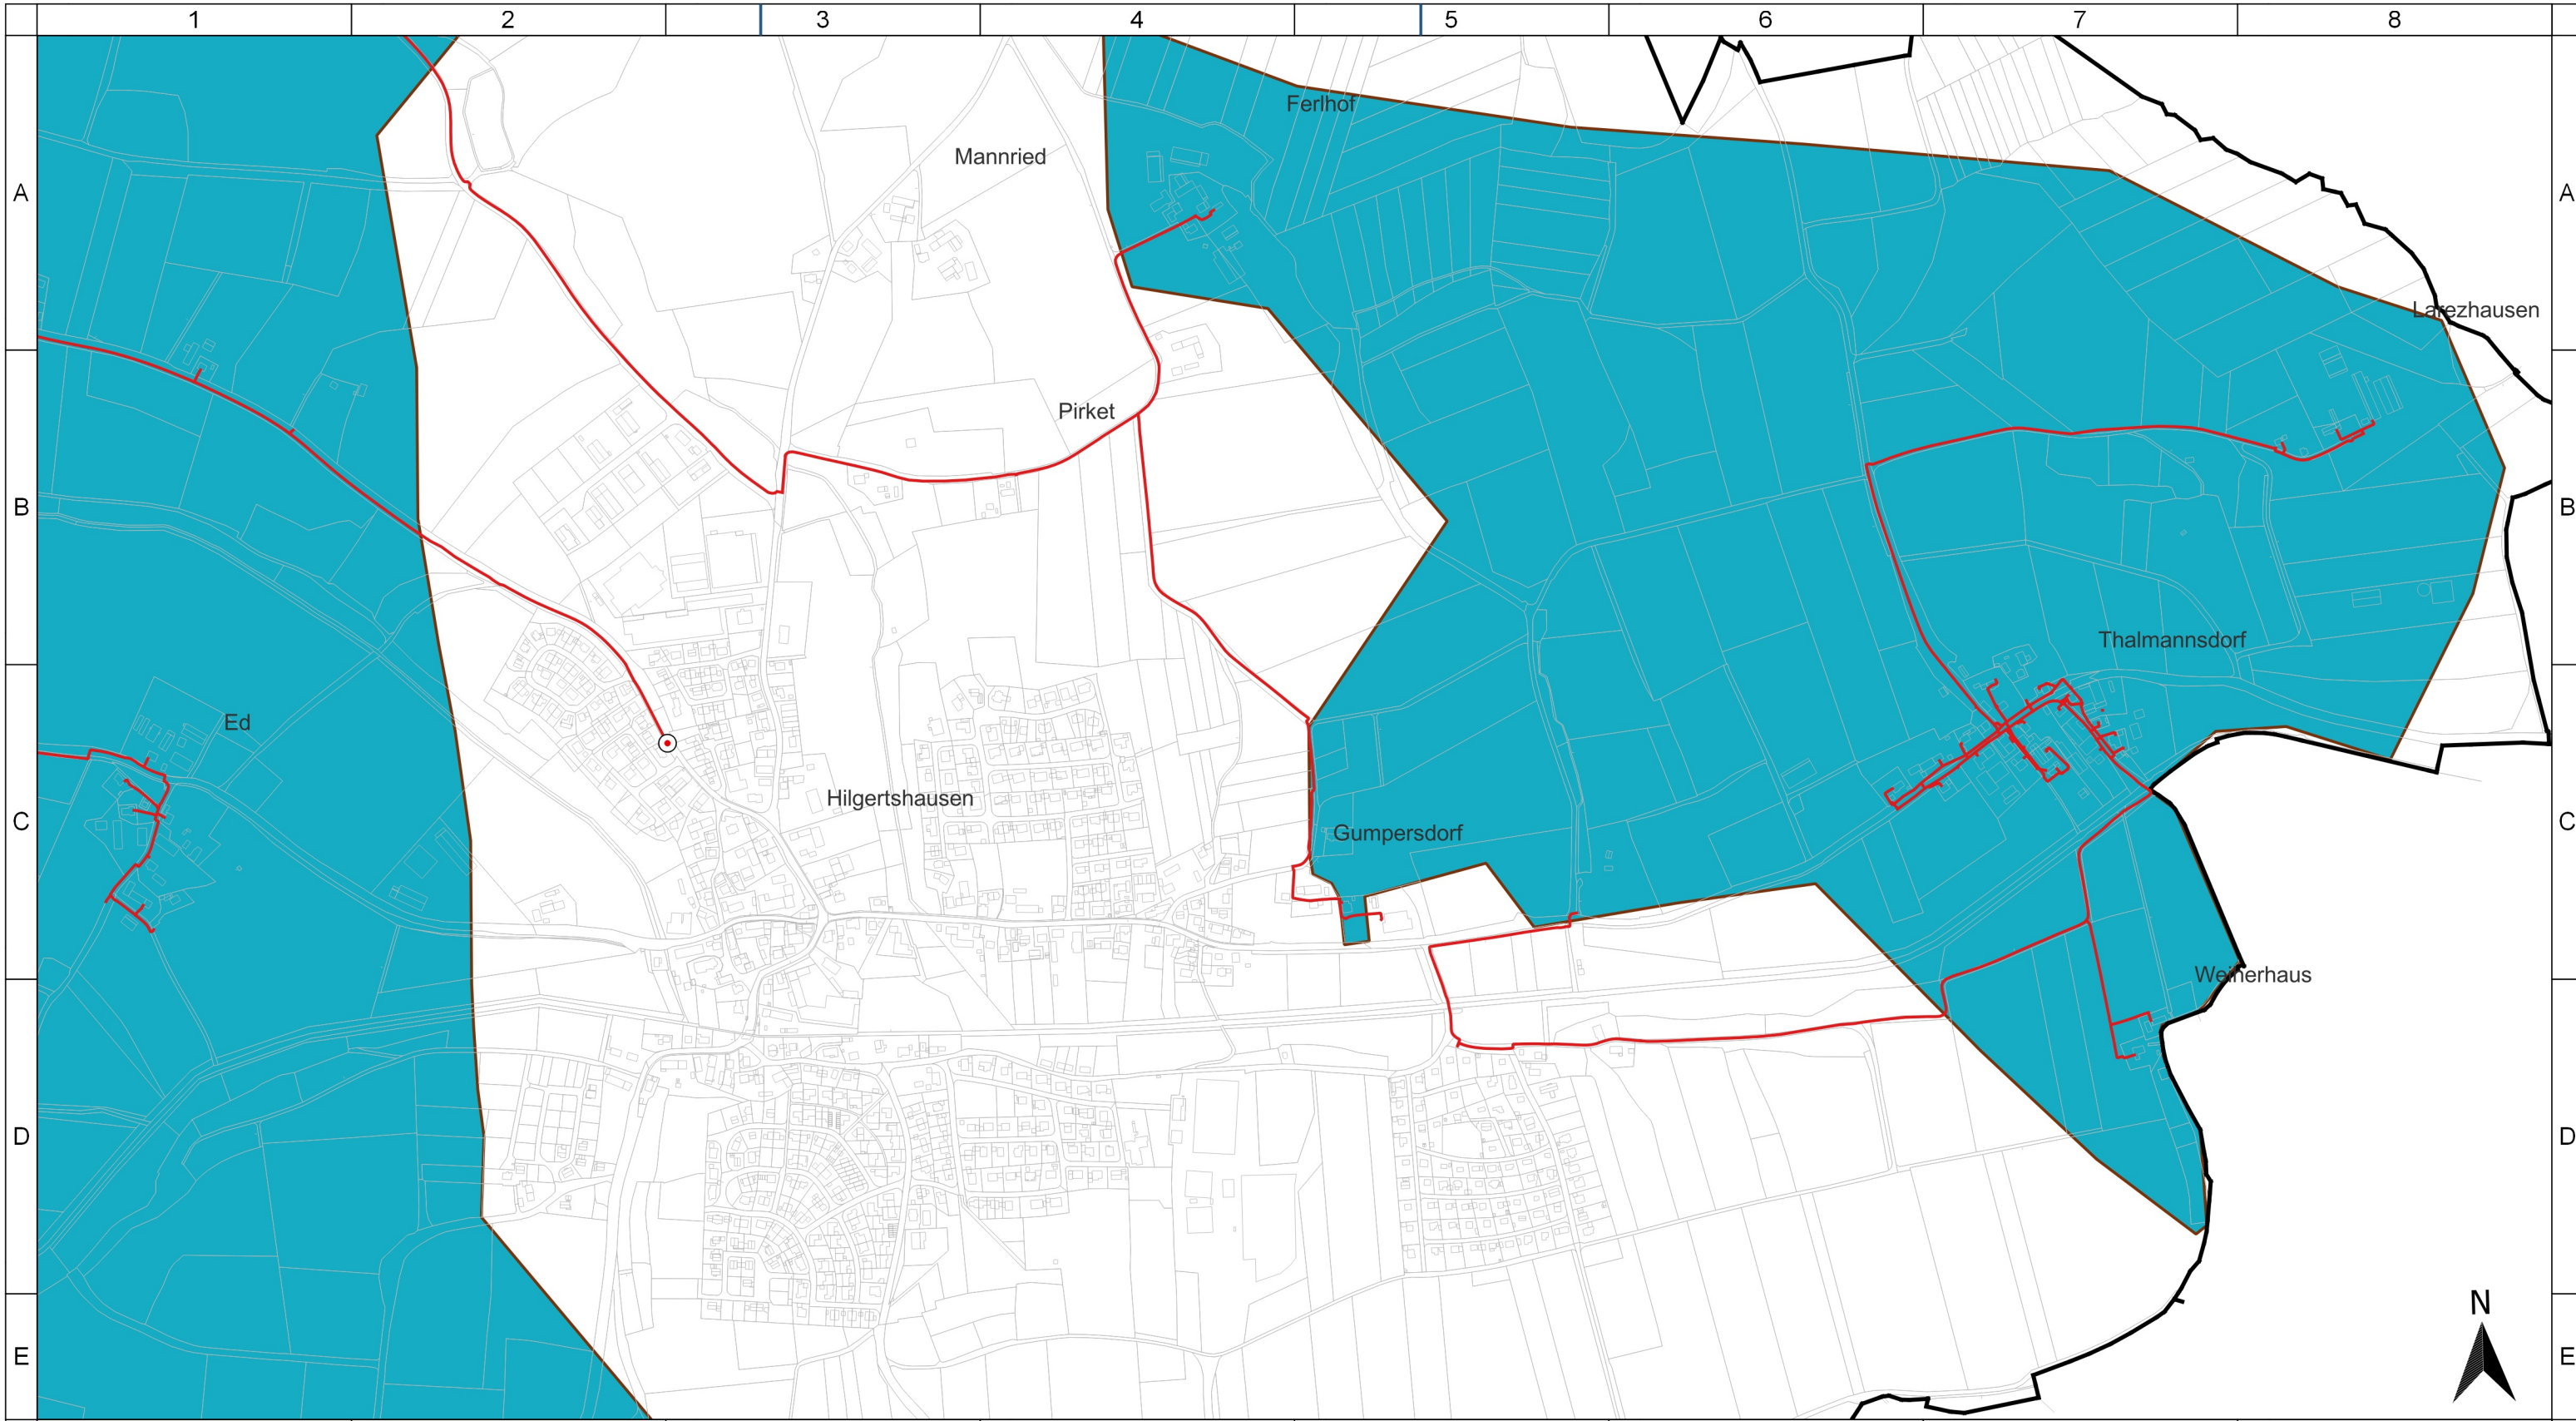 1 2 3 4 5 6 7 8
Ferlhof
Mannried
A A
Larezhausen
Pirket
B B
Thalmannsdorf
Ed
Hilgertshausen
C C
Gumpersdorf
Weiherhaus
D D
N
E E